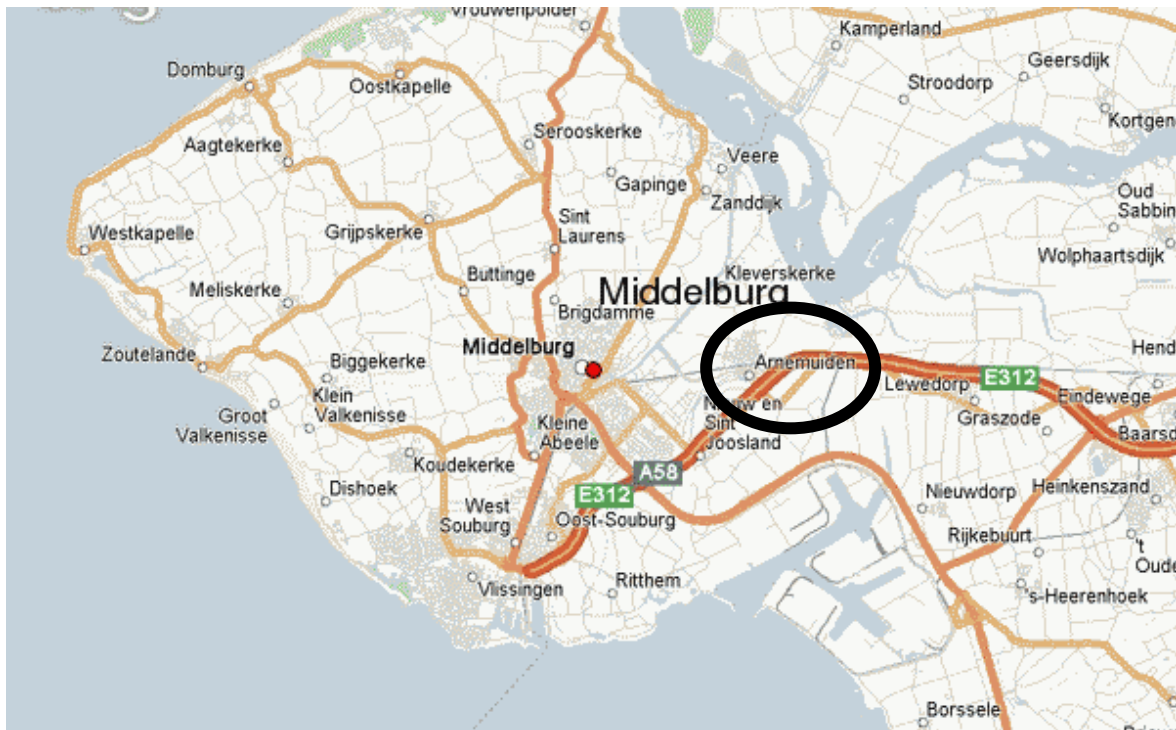 Vrouwenpolder
Kamperland
Geersdijk
Domburg
Oostkapelle
Stroodorp
Kortgen
Serooskerke
Aagtekerke
Veere
Gapinge
Zanddijk
Oud
Sabbin
Sint
Laurens
Westkapelle
Grijpskerke
Wolphaartsdijk
Buttinge
Kleverskerke
Meliskerke
Middelburg
Brigdamme
Middelburg
Hend
Zoutelande
Biggekerke
Arnemuiden
Lewedorp
E312
Eindewege
Klein
Valkenisse
Groot
Valkenisse
Nieuw en
Sint
Joosland
Graszode
Kleine
Abeele
Baarsd
Koudekerke
A58
Dishoek
E312
West
Souburg
Oost-Souburg
Nieuwdorp
Heinkenszand
Rijkebuurt
't
Oude
Vlissingen
Ritthem
's-Heerenhoek
Borssele